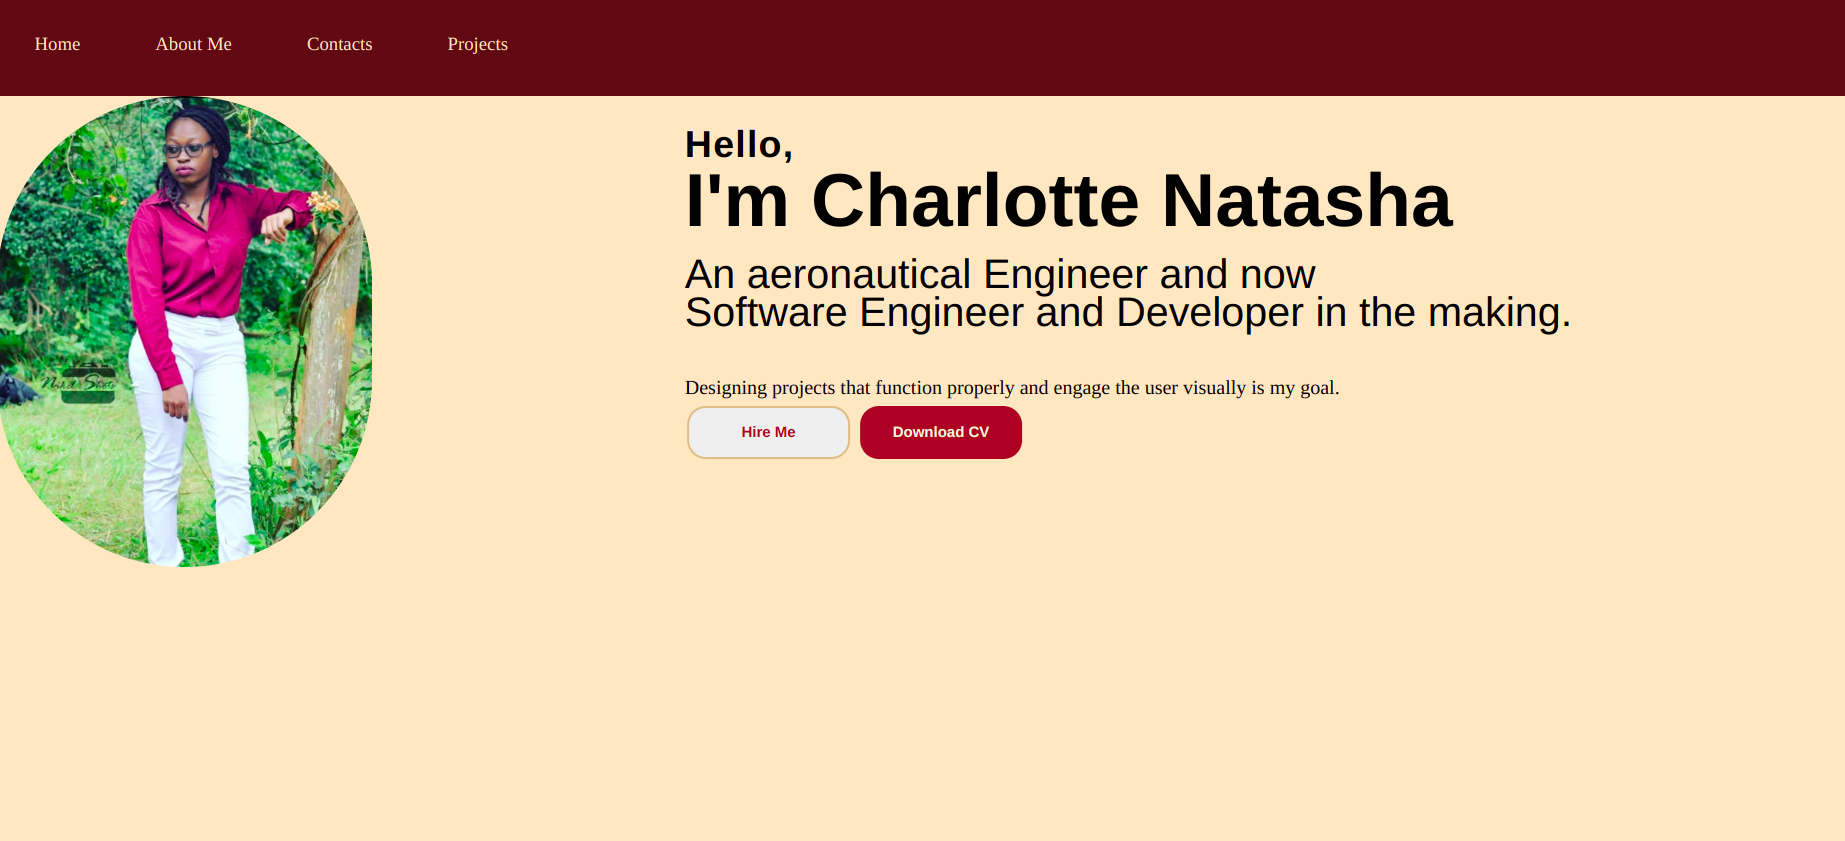 Home About Me Contacts Projects
Hello,
I'm Charlotte Natasha
An aeronautical Engineer and now
Software Engineer and Developer in the making.
Designing projects that function properly and engage the user visually is my goal.
Hire Me Download CV